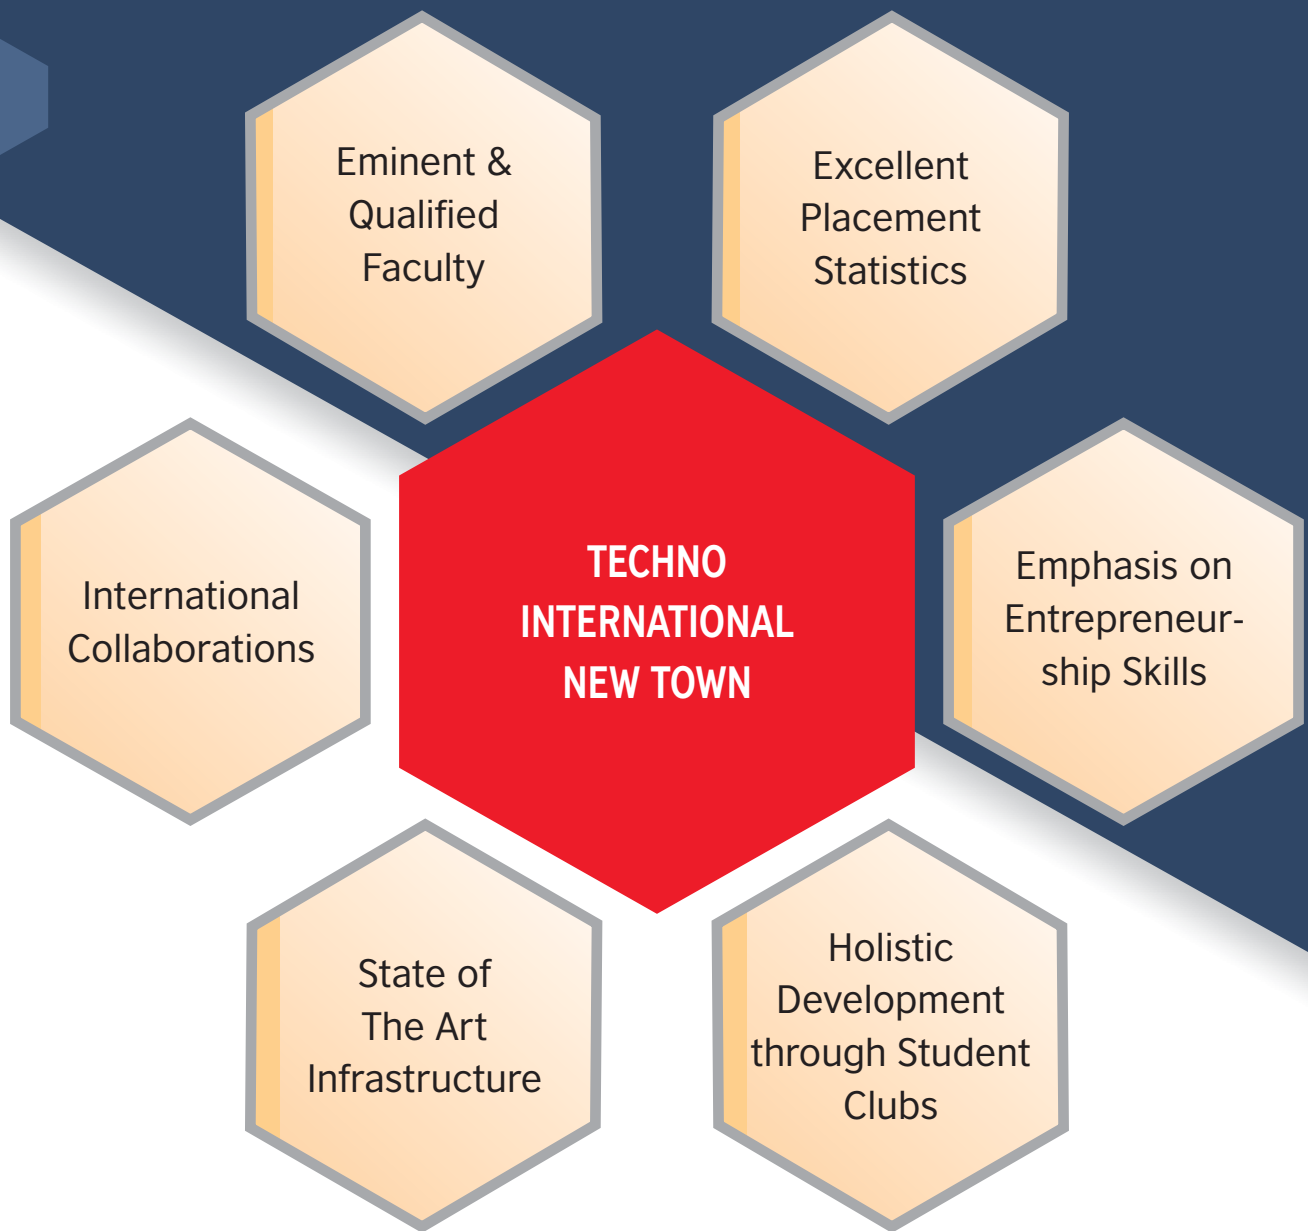 Eminent &
Qualified
Faculty
Excellent
Placement
Statistics
International
Collaborations
TECHNO
INTERNATIONAL
NEW TOWN
Emphasis on
Entrepreneur-
ship Skills
State of
The Art
Infrastructure
Holistic
Development
through Student
Clubs